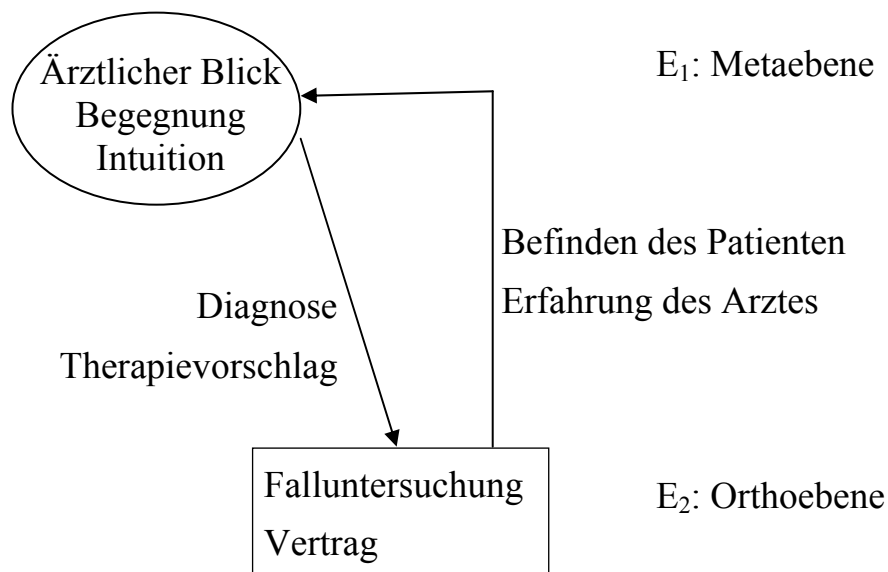 Ärztlicher Blick
Begegnung
Intuition
E₁: Metaebene
Befinden des Patienten
Erfahrung des Arztes
Diagnose
Therapievorschlag
Falluntersuchung
Vertrag
E₂: Orthoebene